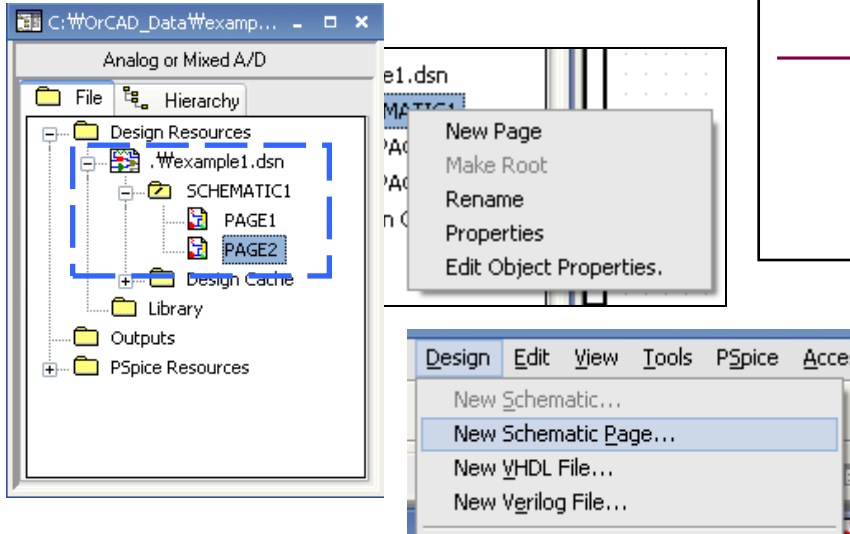 C:₩OrCAD_Data₩examp...
Analog or Mixed A/D
File Hierarchy
Design Resources
.₩example1.dsn
SCHEMATIC1
PAGE1
PAGE2
Design Cache
Library
Outputs
PSpice Resources
e1.dsn
MATIC1
New Page
Make Root
Rename
Properties
Edit Object Properties.
Design Edit View Tools PSpice Acce
New Schematic...
New Schematic Page...
New VHDL File...
New Verilog File...